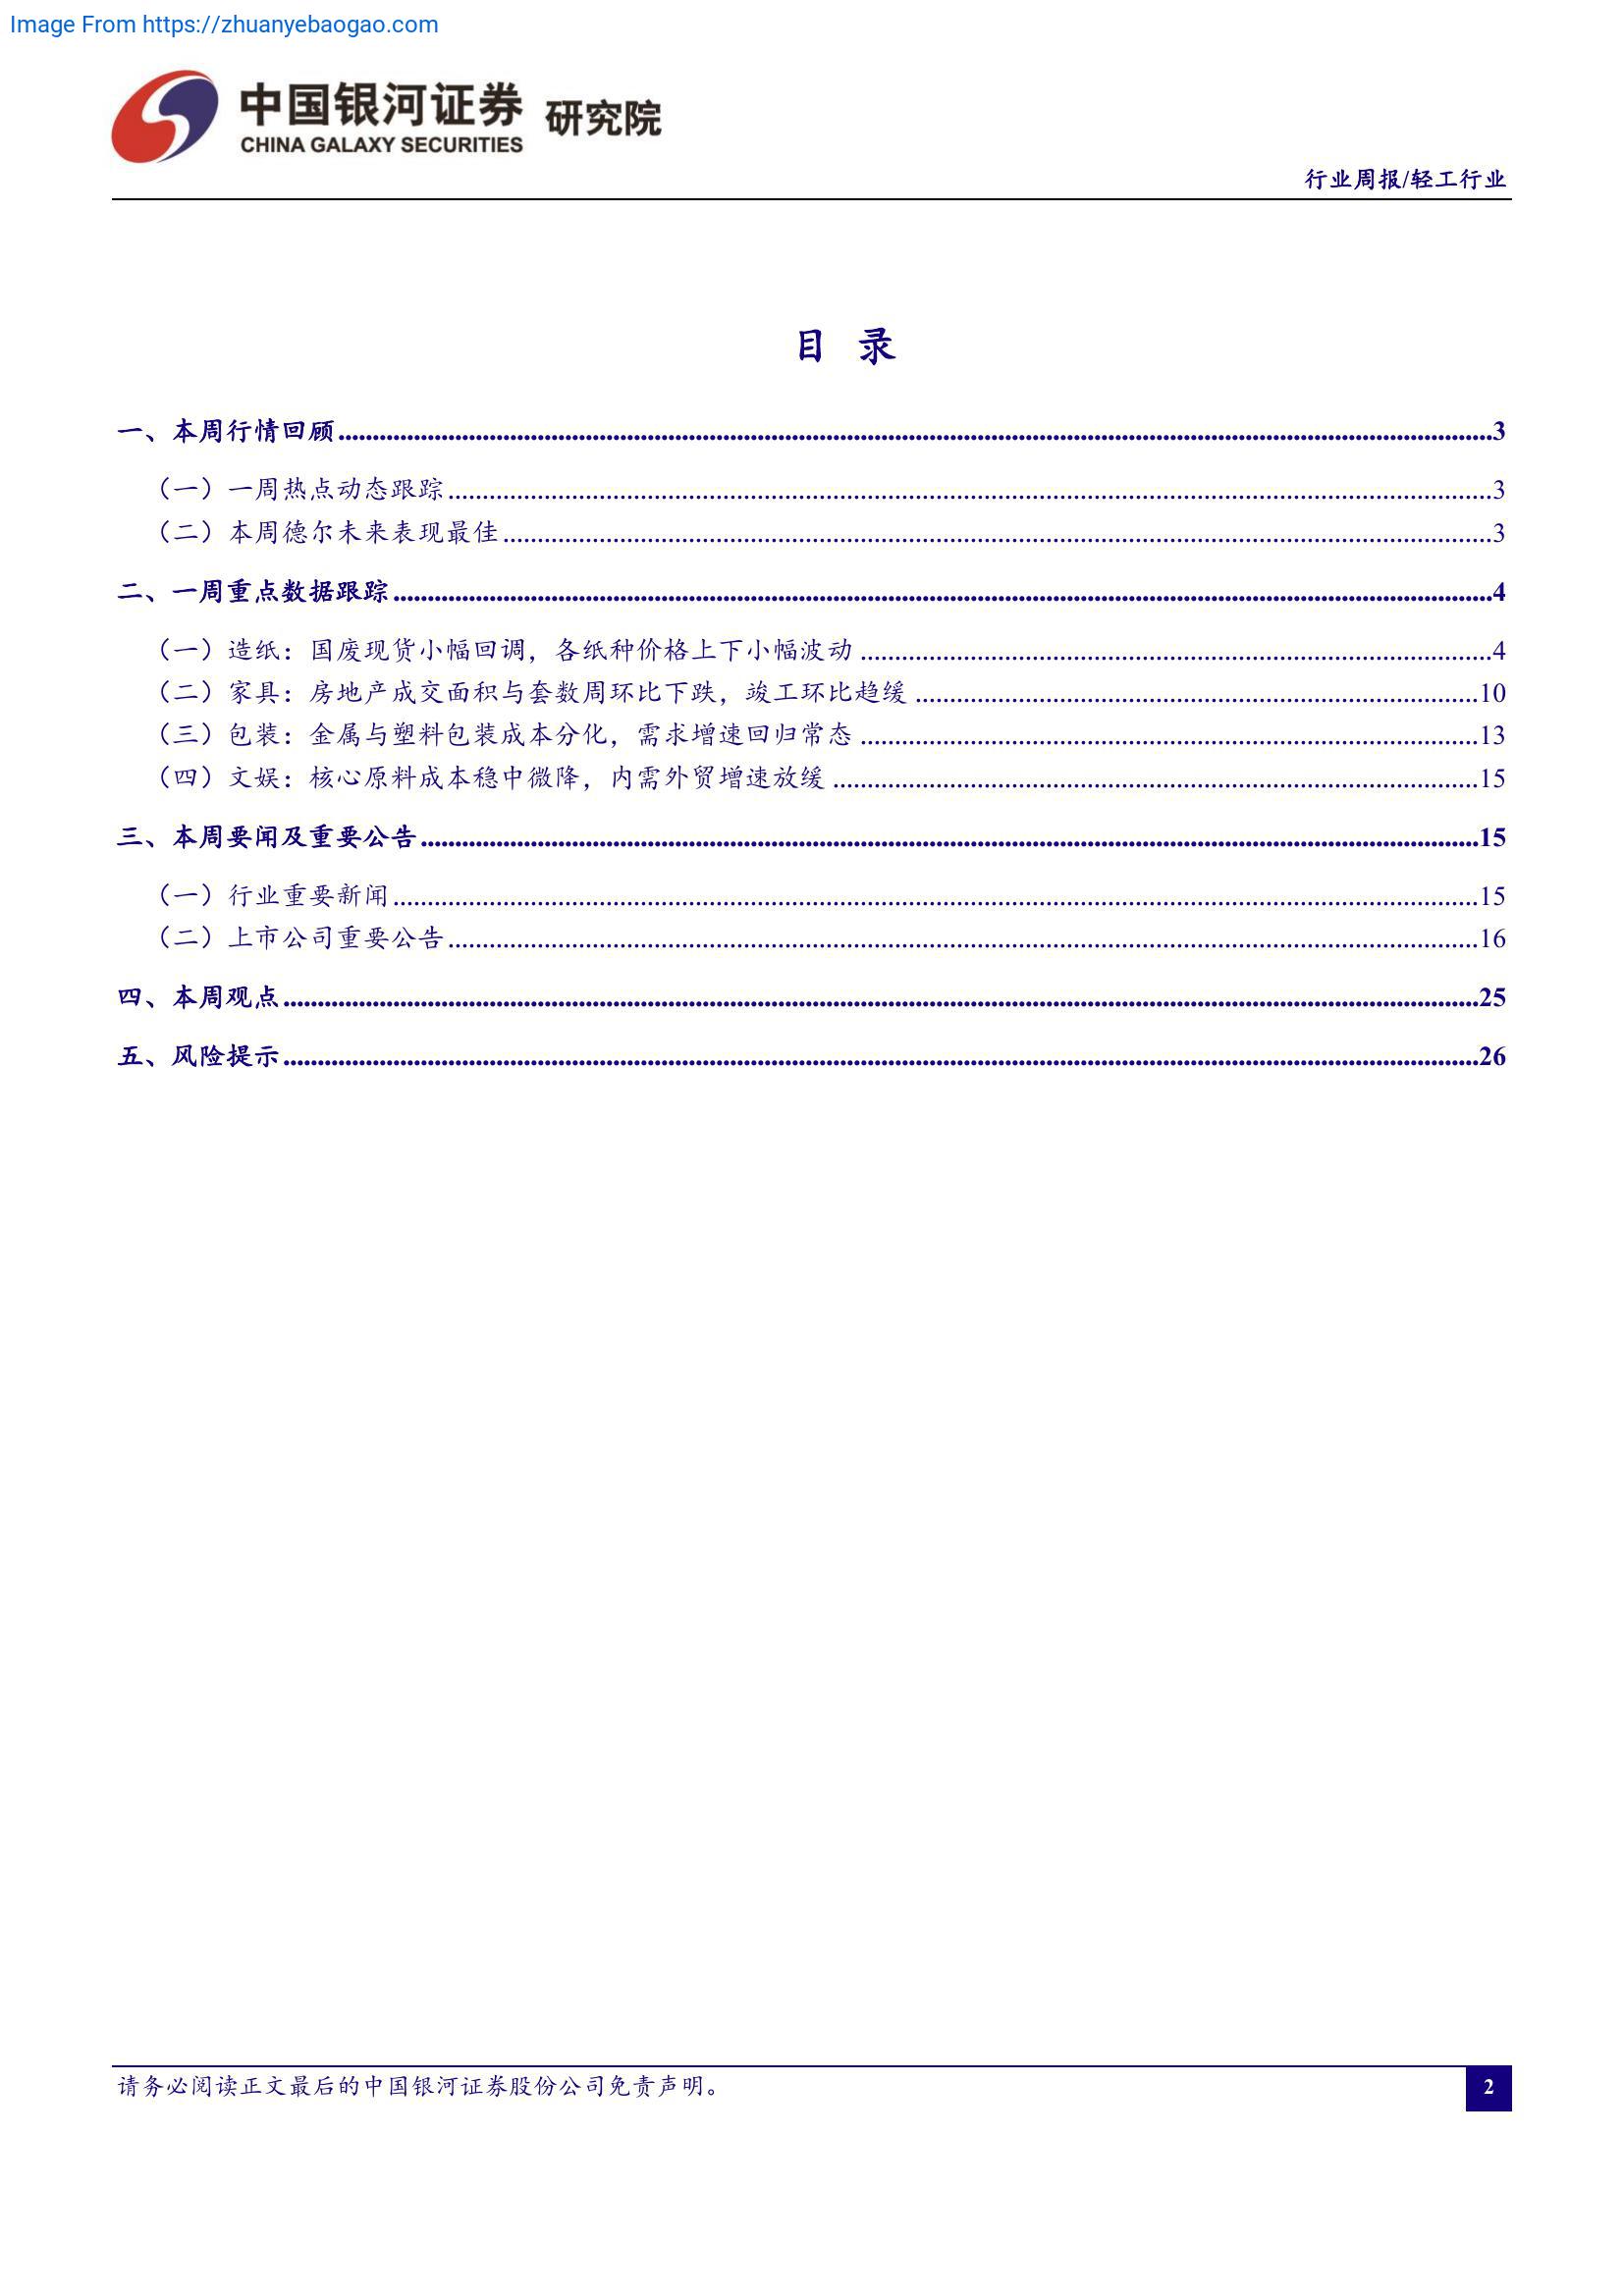 Image From https://zhuanyebaogao.com
中国银河证券 研究院
CHINA GALAXY SECURITIES
行业周报/轻工行业
目 录
一、本周行情回顾........3
（一）一周热点动态跟踪........3
（二）本周德尔未来表现最佳........3
二、一周重点数据跟踪........4
（一）造纸：国废现货小幅回调，各纸种价格上下小幅波动........4
（二）家具：房地产成交面积与套数周环比下跌，竣工环比趋缓........10
（三）包装：金属与塑料包装成本分化，需求增速回归常态........13
（四）文娱：核心原料成本稳中微降，内需外贸增速放缓........15
三、本周要闻及重要公告........15
（一）行业重要新闻........15
（二）上市公司重要公告........16
四、本周观点........25
五、风险提示........26
请务必阅读正文最后的中国银河证券股份公司免责声明。
2